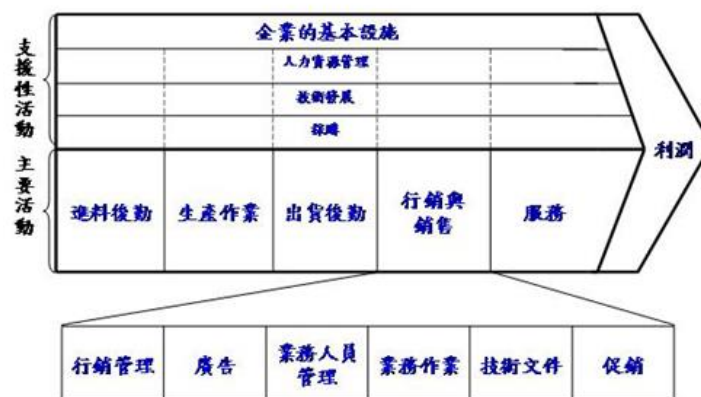 企業的基本設施
支援性活動
人力資源管理
技術發展
採購
利潤
主要活動
進料後勤
生產作業
出貨後勤
行銷與
銷售
服務
行銷管理
廣告
業務人員
管理
業務作業
技術文件
促銷